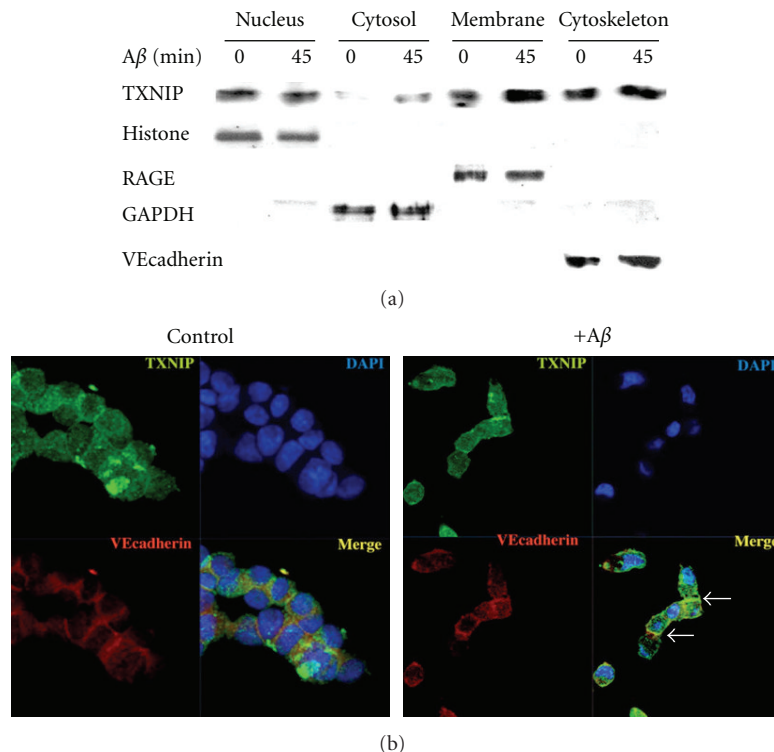 Nucleus Cytosol Membrane Cytoskeleton
Aβ (min) 0 45 0 45 0 45 0 45
TXNIP
Histone
RAGE
GAPDH
VEcadherin
(a)
Control +Aβ
TXNIP DAPI TXNIP DAPI
VEcadherin Merge VEcadherin Merge
(b)